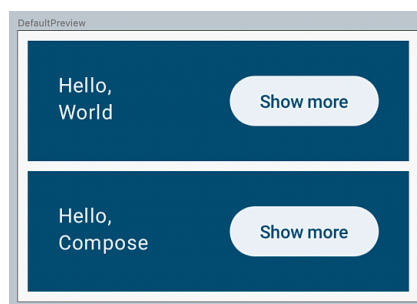 DefaultPreview
Hello,
World
Show more
Hello,
Compose
Show more